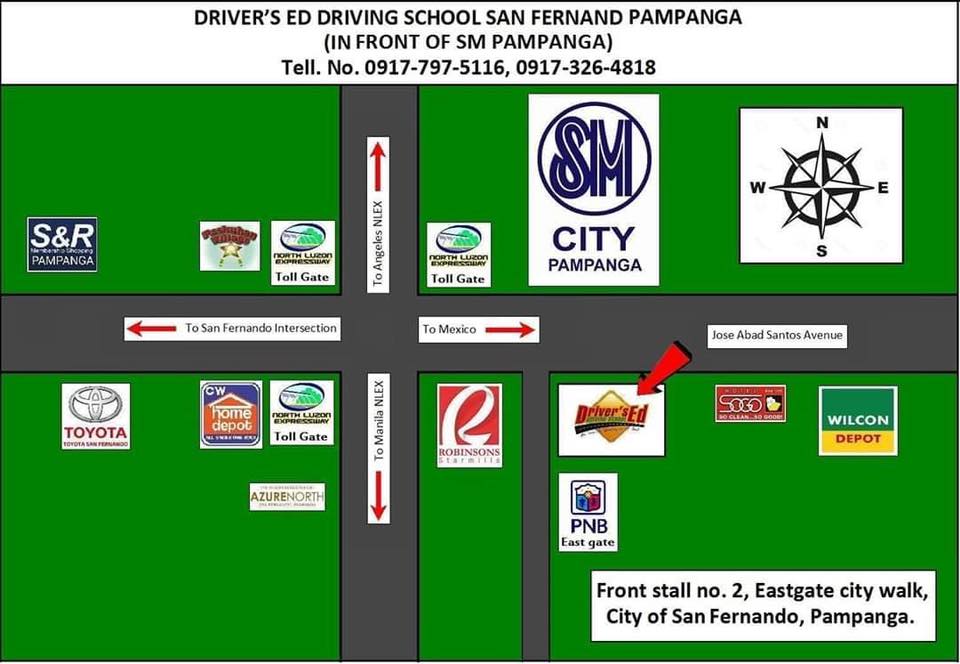 DRIVER'S ED DRIVING SCHOOL SAN FERNAND PAMPANGA
(IN FRONT OF SM PAMPANGA)
Tell. No. 0917-797-5116, 0917-326-4818
SM
CITY
PAMPANGA
N
W
E
S
S&R
Membership Shopping
PAMPANGA
Paskuhan
Village
NORTH LUZON
EXPRESSWAY
Toll Gate
To Angeles NLEX
NORTH LUZON
EXPRESSWAY
Toll Gate
To San Fernando Intersection
To Mexico
Jose Abad Santos Avenue
TOYOTA
TOYOTA SAN FERNANDO
CW
home
depot
NORTH LUZON
EXPRESSWAY
Toll Gate
To Manila NLEX
ROBINSONS
Starmills
Driver'sEd
HOTEL
SOGO
SO CLEAN...SO GOOD!
WILCON
DEPOT
AZURENORTH
PNB
East gate
Front stall no. 2, Eastgate city walk,
City of San Fernando, Pampanga.